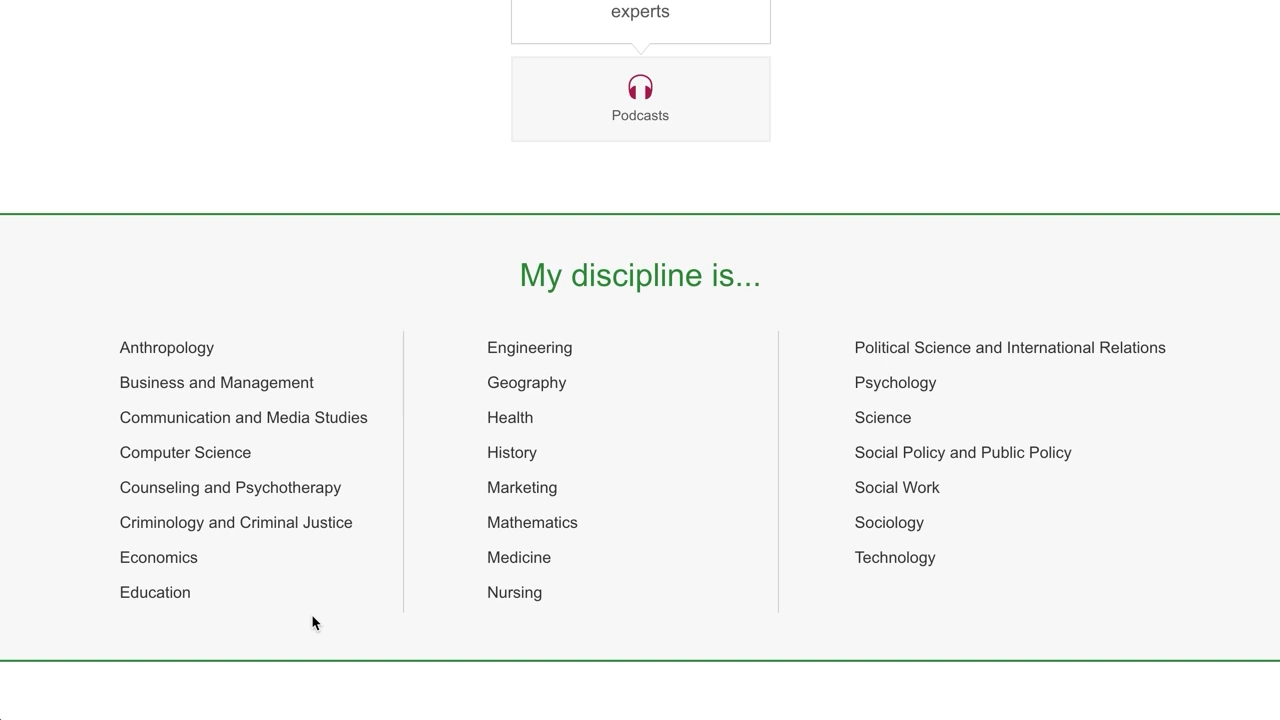 experts
Podcasts
My discipline is...
Anthropology
Business and Management
Communication and Media Studies
Computer Science
Counseling and Psychotherapy
Criminology and Criminal Justice
Economics
Education
Engineering
Geography
Health
History
Marketing
Mathematics
Medicine
Nursing
Political Science and International Relations
Psychology
Science
Social Policy and Public Policy
Social Work
Sociology
Technology